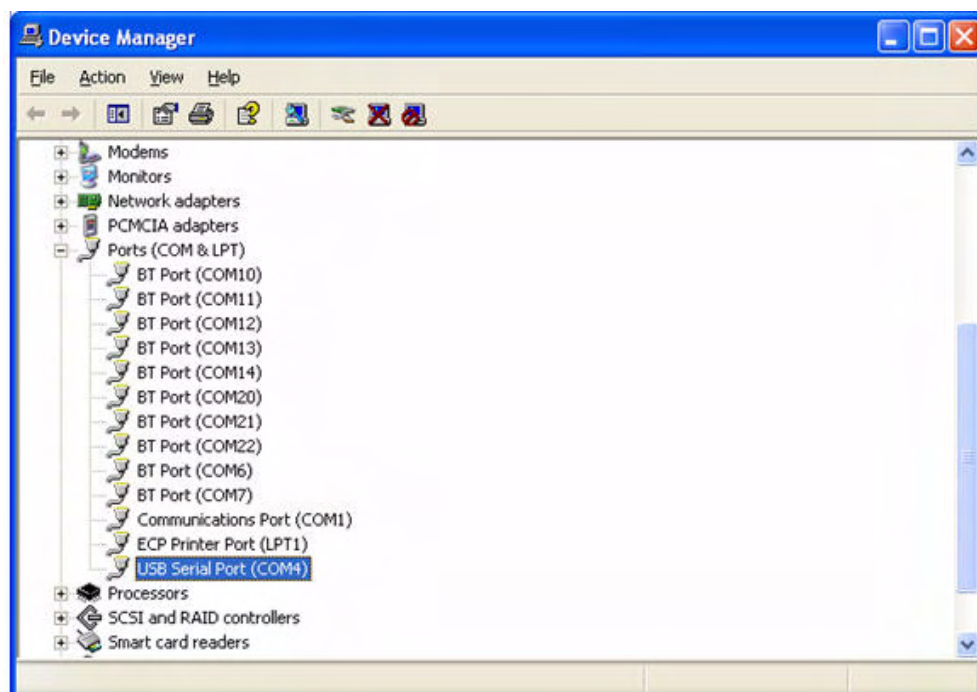 Device Manager
File Action View Help
Modems
Monitors
Network adapters
PCMCIA adapters
Ports (COM & LPT)
BT Port (COM10)
BT Port (COM11)
BT Port (COM12)
BT Port (COM13)
BT Port (COM14)
BT Port (COM20)
BT Port (COM21)
BT Port (COM22)
BT Port (COM6)
BT Port (COM7)
Communications Port (COM1)
ECP Printer Port (LPT1)
USB Serial Port (COM4)
Processors
SCSI and RAID controllers
Smart card readers